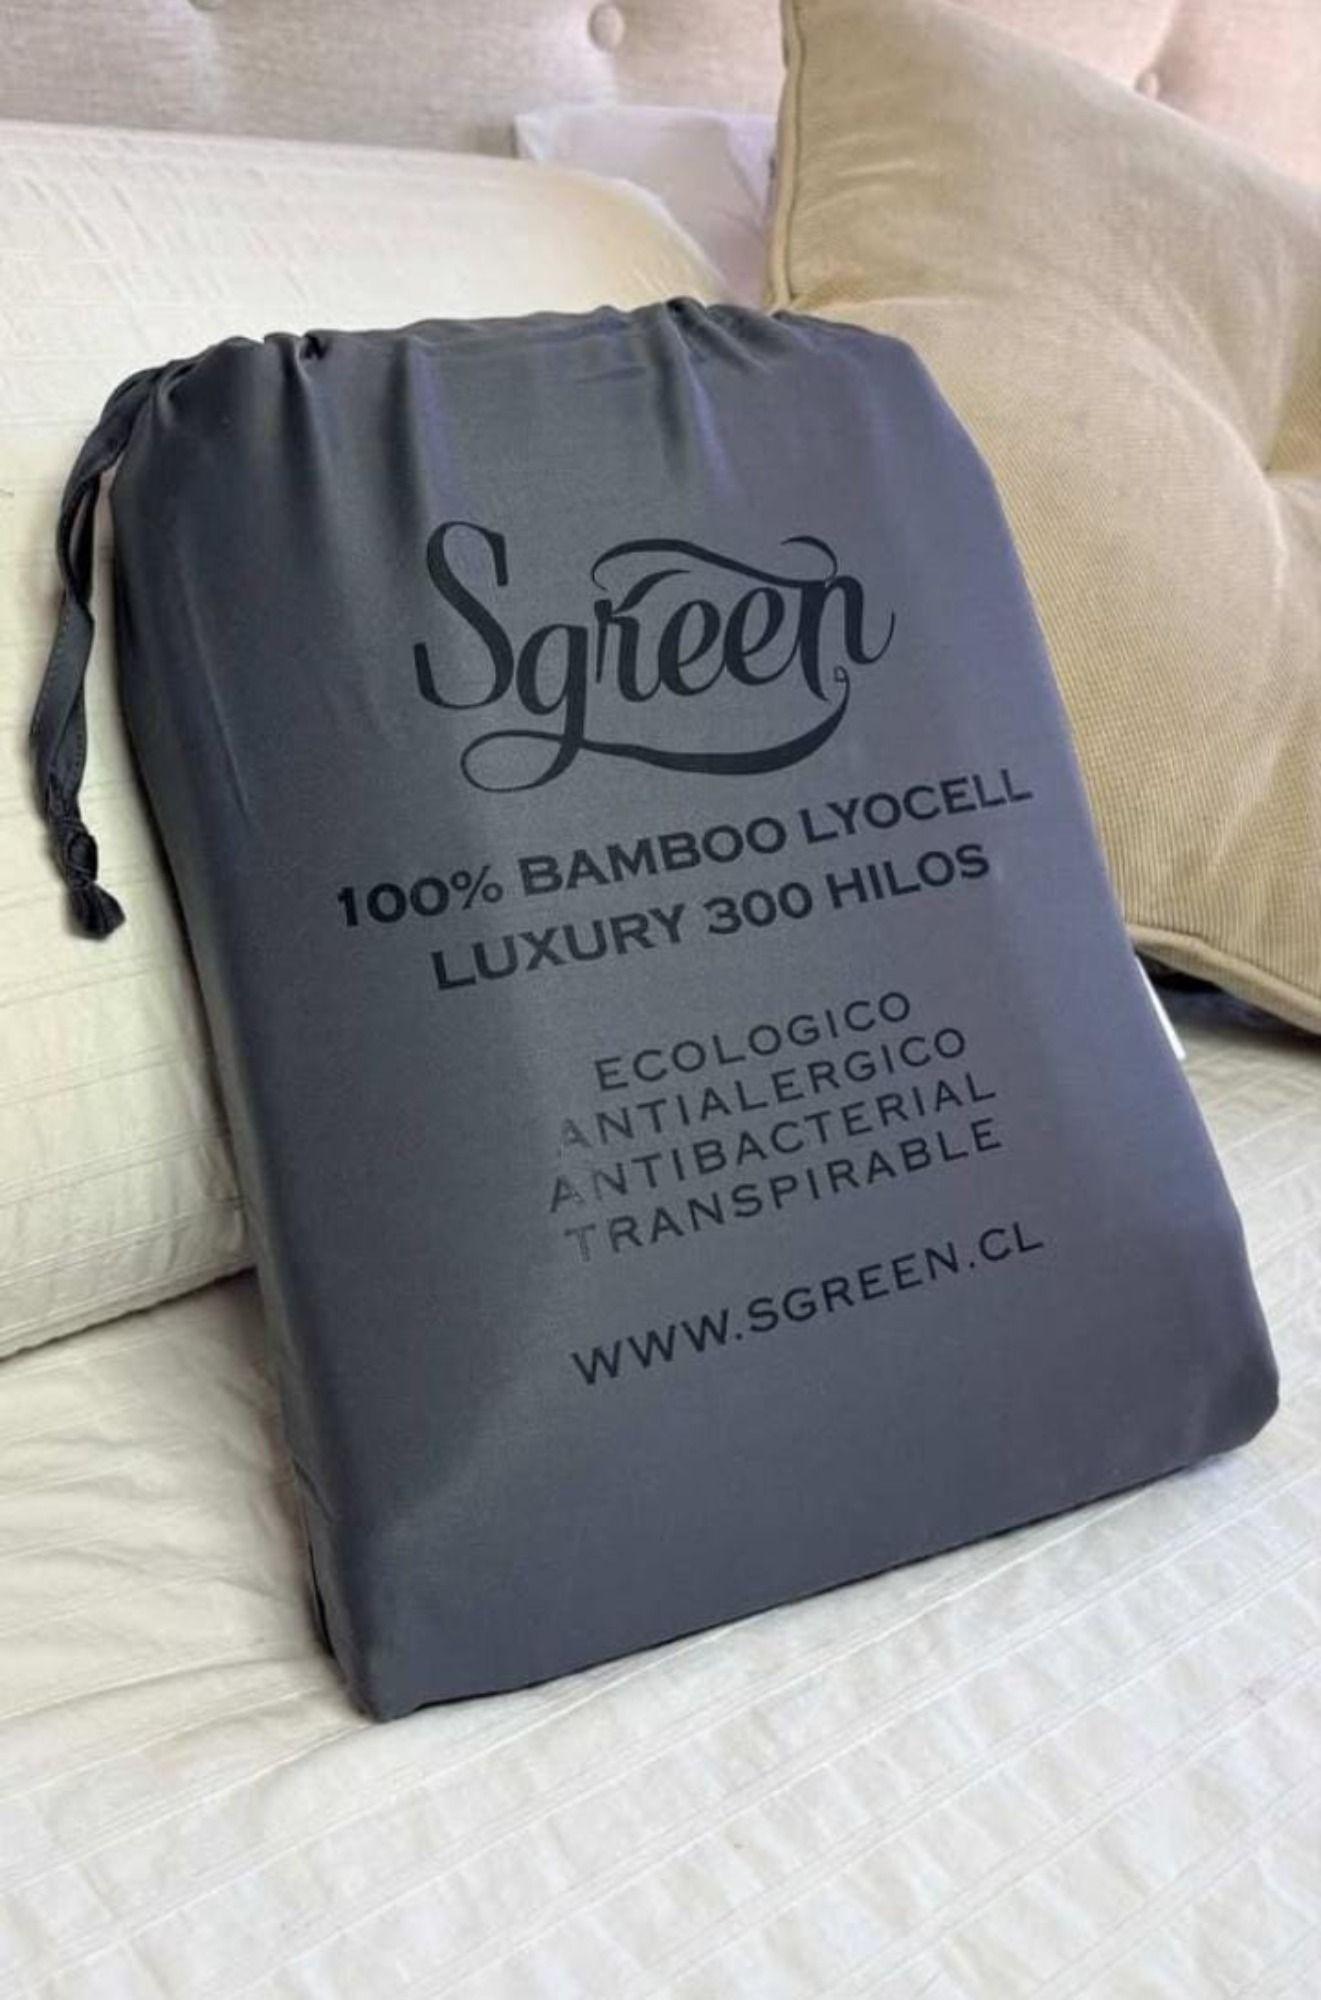 Sgreen
100% BAMBOO LYOCELL
LUXURY 300 HILOS
ECOLOGICO
ANTIALERGICO
ANTIBACTERIAL
TRANSPIRABLE
WWW.SGREEN.CL